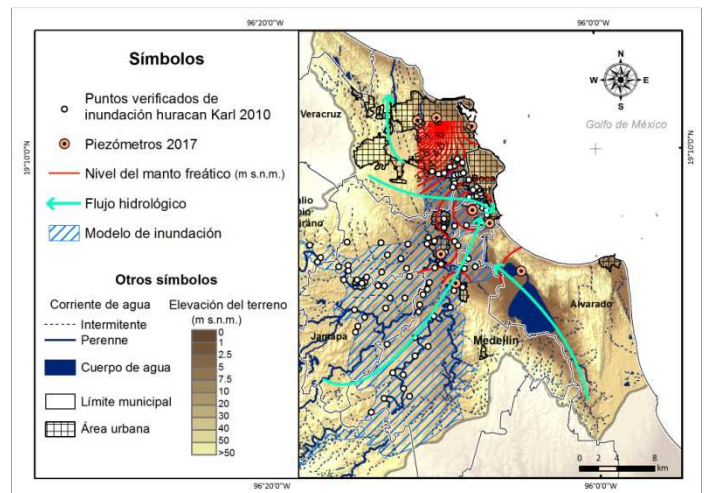 96°20'0"W
96°0'0"W
Símbolos
Puntos verificados de
inundación huracan Karl 2010
Piezómetros 2017
Nivel del manto freático (m s.n.m.)
Flujo hidrológico
Modelo de inundación
Otros símbolos
Corriente de agua
Intermitente
Perenne
Cuerpo de agua
Límite municipal
Área urbana
Elevación del terreno
(m s.n.m.)
0
1
2.5
5
7.5
10
20
30
40
50
>50
19°10'0"N
Veracruz
Jamapa
Medellín
Alvarado
N
W
E
S
Golfo de México
19°10'0"N
0
2
4
8
km
96°20'0"W
96°0'0"W